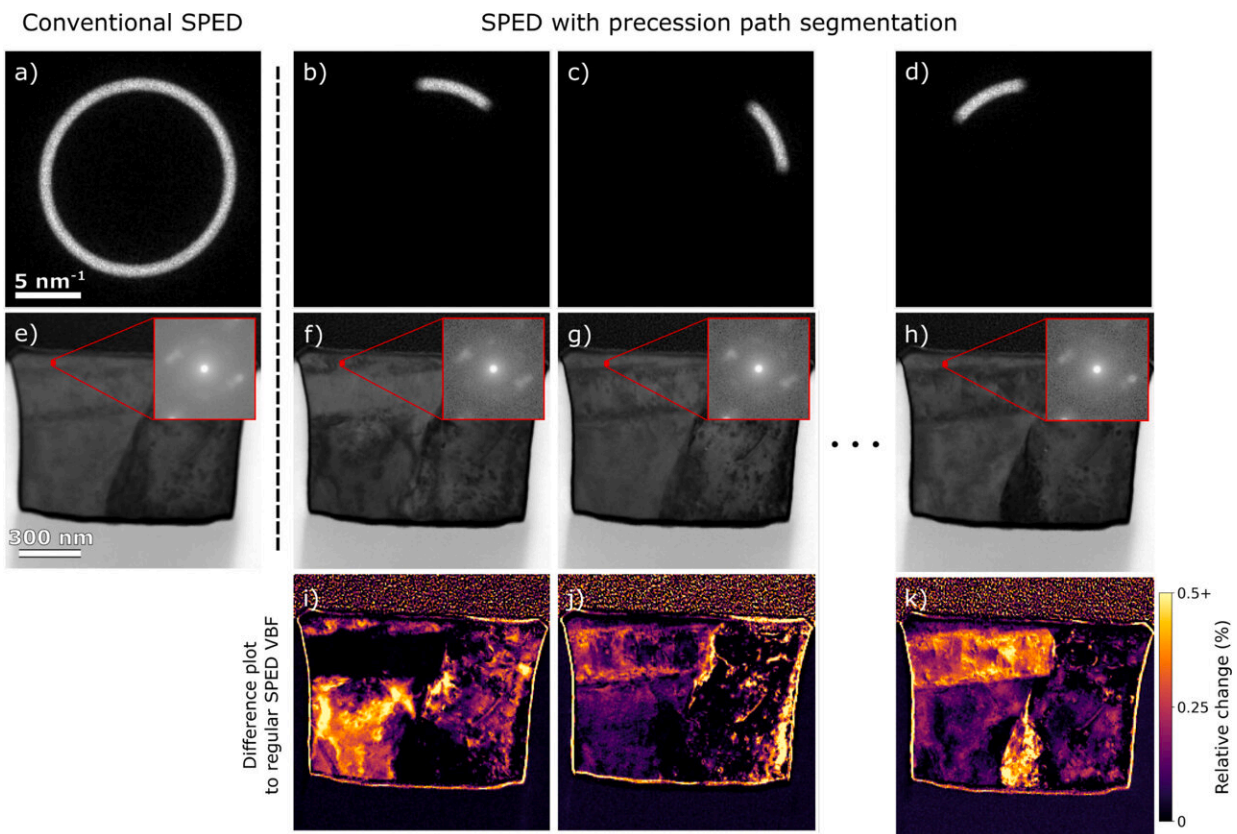 Conventional SPED
SPED with precession path segmentation
a)
b)
c)
d)
5 nm⁻¹
e)
f)
g)
h)
300 nm
• • •
i)
j)
k)
Difference plot
to regular SPED VBF
0.5+
0.25
0
Relative change (%)